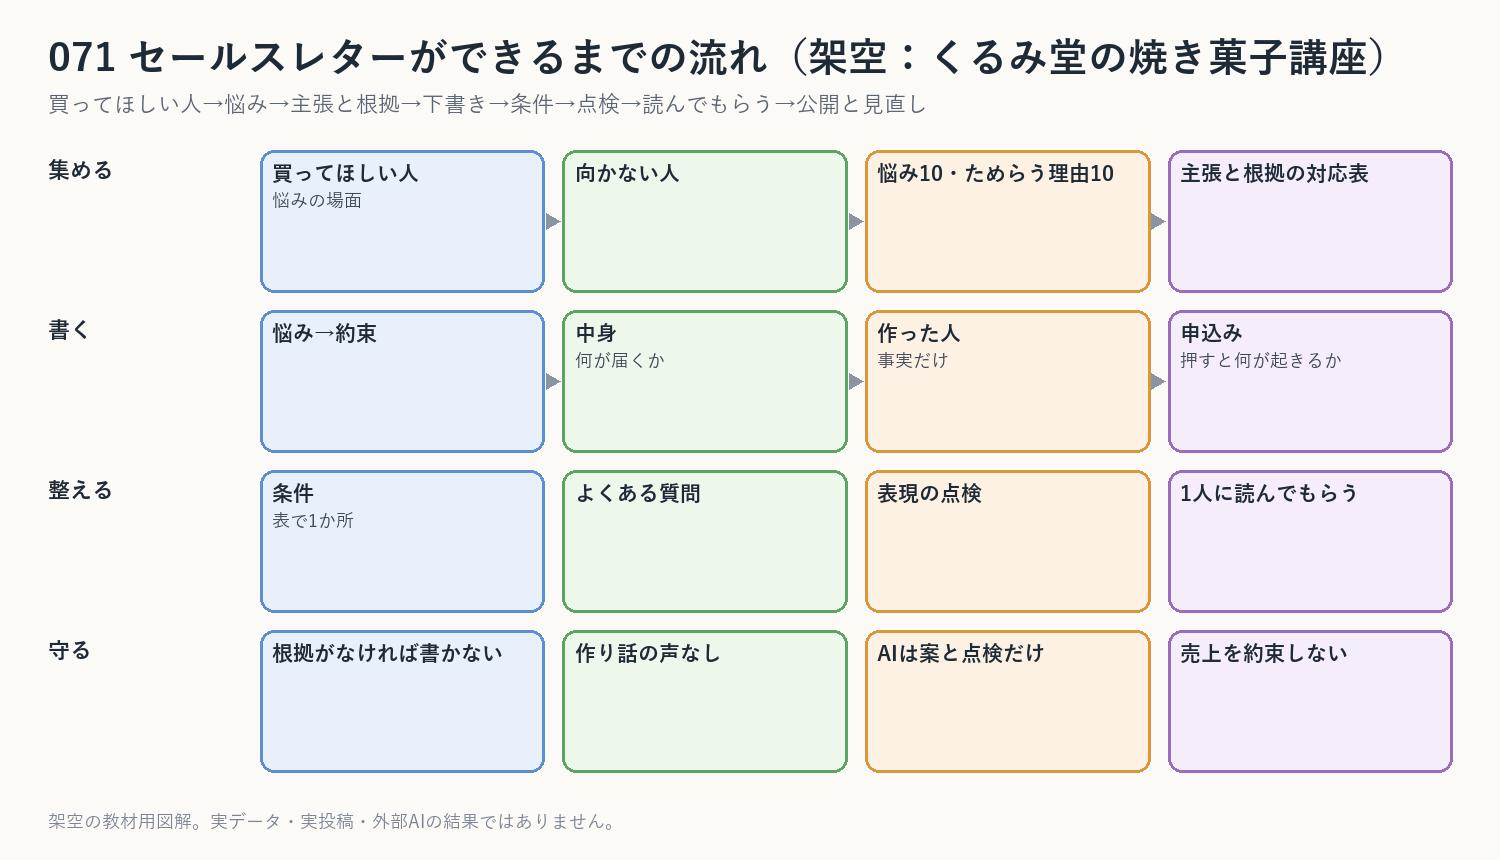 071 セールスレターができるまでの流れ（架空：くるみ堂の焼き菓子講座）
買ってほしい人→悩み→主張と根拠→下書き→条件→点検→読んでもらう→公開と見直し
集める
買ってほしい人
悩みの場面
向かない人
悩み10・ためらう理由10
主張と根拠の対応表
書く
悩み→約束
中身
何が届くか
作った人
事実だけ
申込み
押すと何が起きるか
整える
条件
表で1か所
よくある質問
表現の点検
1人に読んでもらう
守る
根拠がなければ書かない
作り話の声なし
AIは案と点検だけ
売上を約束しない
架空の教材用図解。実データ・実投稿・外部AIの結果ではありません。